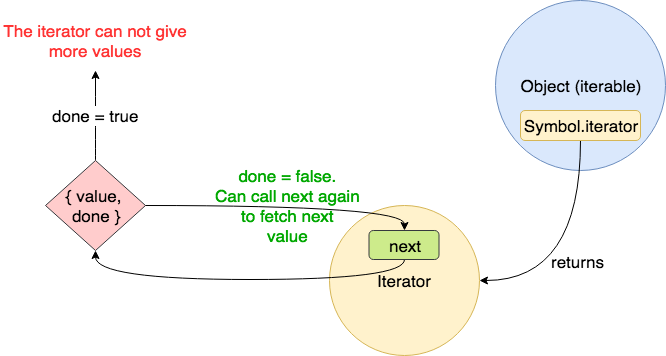 The iterator can not give
more values
done = true
{ value,
done }
done = false.
Can call next again
to fetch next
value
next
Iterator
Object (iterable)
Symbol.iterator
returns